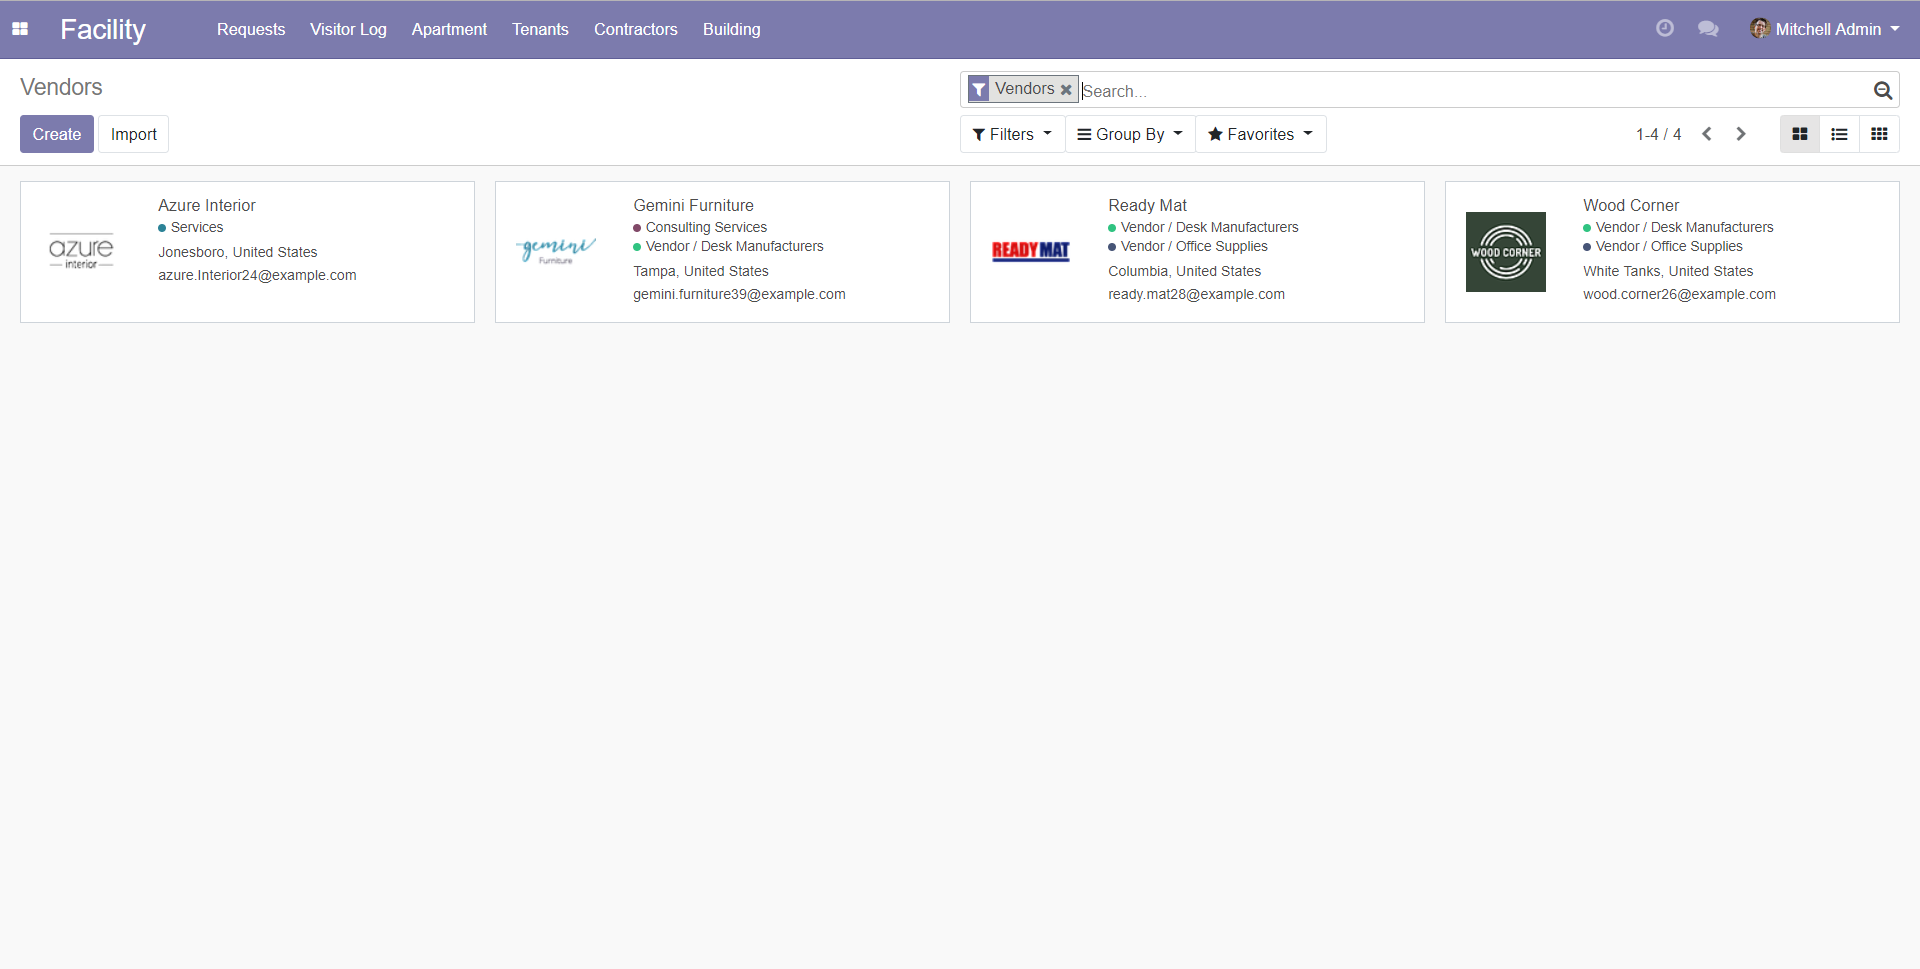 Facility
Requests Visitor Log Apartment Tenants Contractors Building
Mitchell Admin
Vendors
Vendors Search...
Create Import
Filters Group By Favorites
1-4 / 4
azure
interior
Azure Interior
Services
Jonesboro, United States
azure.Interior24@example.com
gemini
Furniture
Gemini Furniture
Consulting Services
Vendor / Desk Manufacturers
Tampa, United States
gemini.furniture39@example.com
READY MAT
Ready Mat
Vendor / Desk Manufacturers
Vendor / Office Supplies
Columbia, United States
ready.mat28@example.com
WOOD CORNER
Wood Corner
Vendor / Desk Manufacturers
Vendor / Office Supplies
White Tanks, United States
wood.corner26@example.com